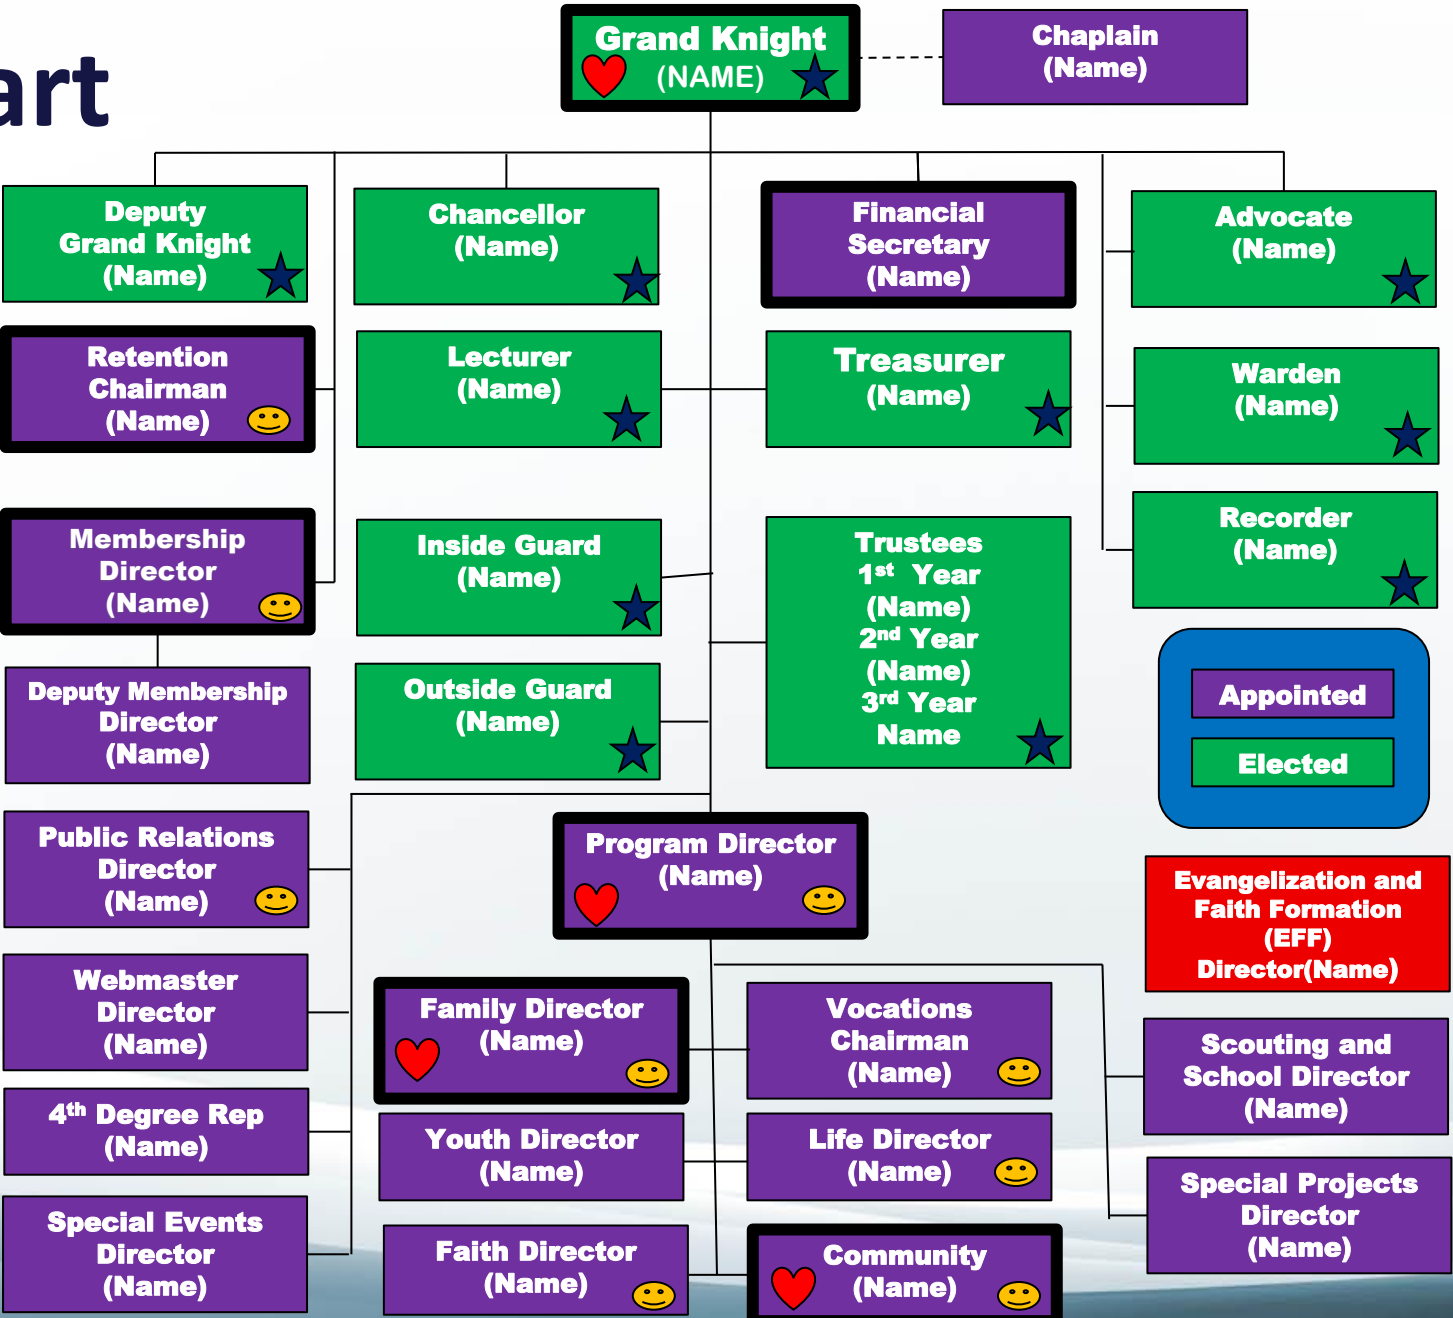 art
Grand Knight
(NAME)
Chaplain
(Name)
Deputy
Grand Knight
(Name)
Chancellor
(Name)
Financial
Secretary
(Name)
Advocate
(Name)
Retention
Chairman
(Name)
Lecturer
(Name)
Treasurer
(Name)
Warden
(Name)
Membership
Director
(Name)
Inside Guard
(Name)
Trustees
1st Year
(Name)
2nd Year
(Name)
3rd Year
Name
Recorder
(Name)
Deputy Membership
Director
(Name)
Outside Guard
(Name)
Appointed
Elected
Public Relations
Director
(Name)
Program Director
(Name)
Evangelization and
Faith Formation
(EFF)
Director(Name)
Webmaster
Director
(Name)
Family Director
(Name)
Vocations
Chairman
(Name)
Scouting and
School Director
(Name)
4th Degree Rep
(Name)
Youth Director
(Name)
Life Director
(Name)
Special Projects
Director
(Name)
Special Events
Director
(Name)
Faith Director
(Name)
Community
(Name)